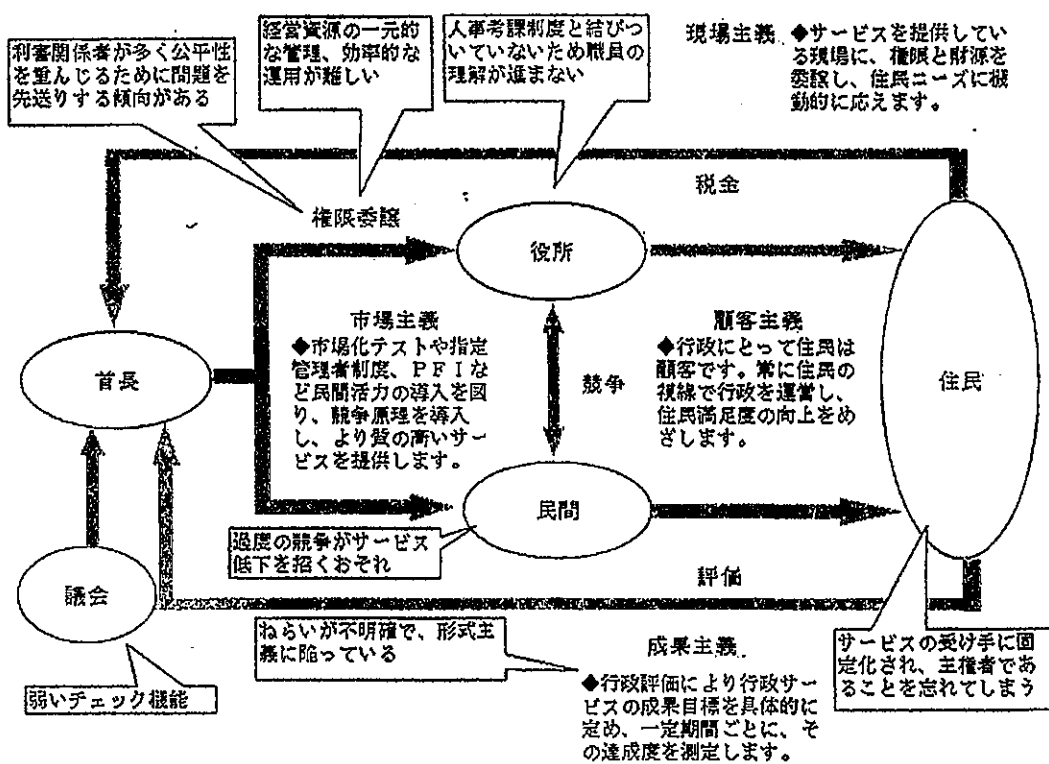 利害関係者が多く公平性
を重んじるために問題を
先送りする傾向がある
経営資源の一元的
な管理、効率的な
運用が難しい
人事考課制度と結びつ
いていないため職員の
理解が進まない
現場主義
◆サービスを提供してい
る現場に、権限と財源を
委譲し、住民ニーズに機
動的に応えます。
税金
権限委譲
役所
市場主義
◆市場化テストや指定
管理者制度、ＰＦＩな
ど民間活力の導入を図
り、競争原理を導入
し、より質の高いサー
ビスを提供します。
首長
競争
顧客主義
◆行政にとって住民は
顧客です。常に住民の
視線で行政を運営し、
住民満足度の向上をめ
ざします。
住民
民間
過度の競争がサービス
低下を招くおそれ
議会
評価
ねらいが不明確で、形式主
義に陥っている
弱いチェック機能
成果主義
◆行政評価により行政サー
ビスの成果目標を具体的に
定め、一定期間ごとに、そ
の達成度を測定します。
サービスの受け手に固
定化され、主権者であ
ることを忘れてしまう